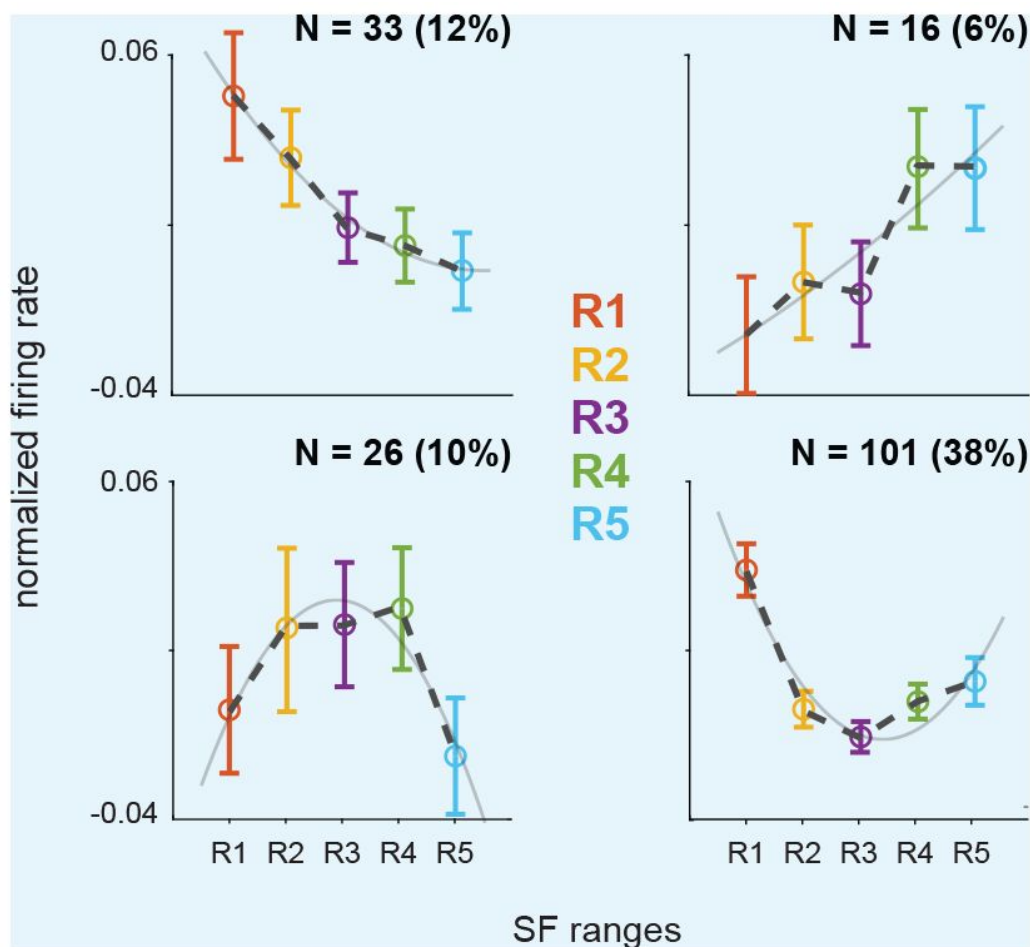 N = 33 (12%)
N = 16 (6%)
0.06
-0.04
normalized firing rate
R1
R2
R3
R4
R5
N = 26 (10%)
N = 101 (38%)
0.06
-0.04
R1 R2 R3 R4 R5
R1 R2 R3 R4 R5
SF ranges